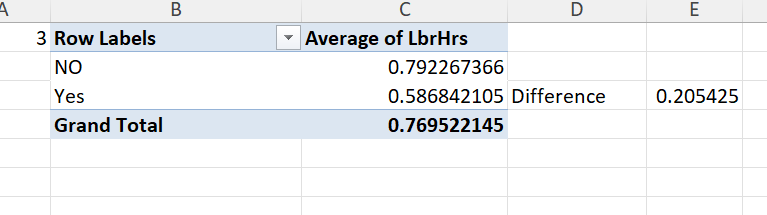 A B C D E
3 Row Labels Average of LbrHrs
NO 0.792267366
Yes 0.586842105 Difference 0.205425
Grand Total 0.769522145